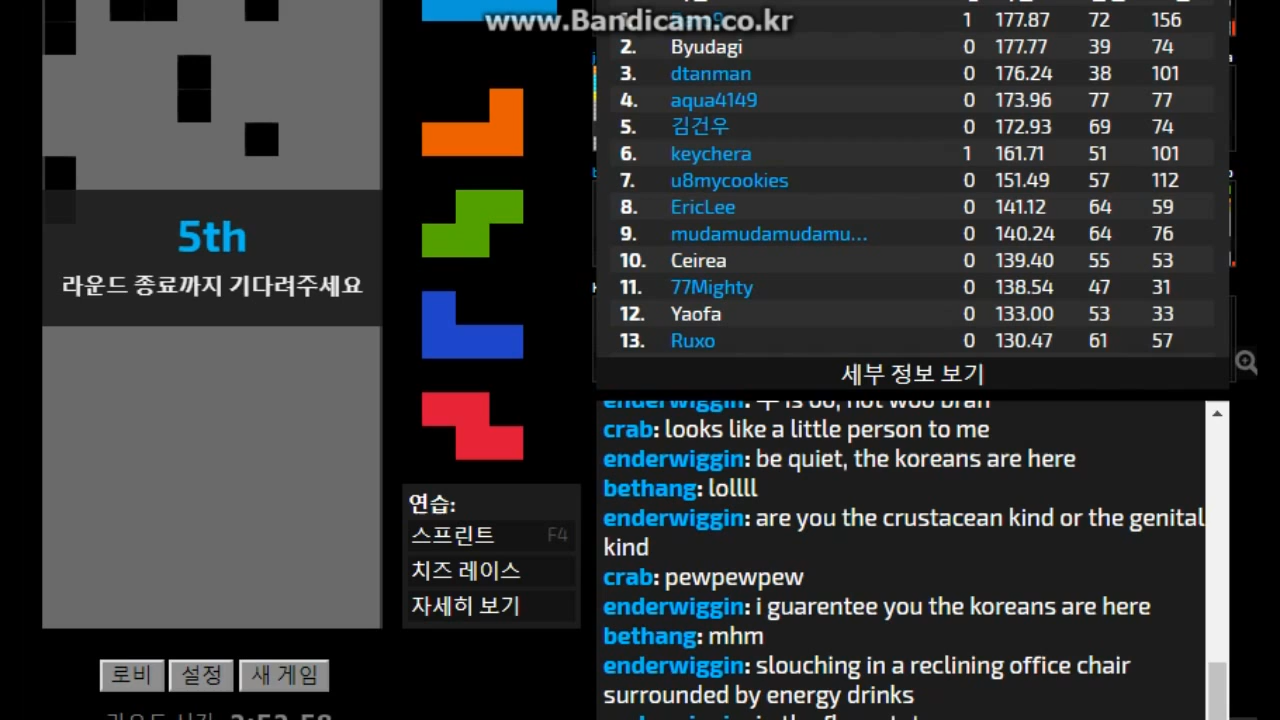 www.Bandicam.co.kr
1 177.87 72 156
2. Byudagi 0 177.77 39 74
3. dtanman 0 176.24 38 101
4. aqua4149 0 173.96 77 77
5. 김건우 0 172.93 69 74
6. keychera 1 161.71 51 101
7. u8mycookies 0 151.49 57 112
8. EricLee 0 141.12 64 59
9. mudamudamudamu... 0 140.24 64 76
10. Ceirea 0 139.40 55 53
11. 77Mighty 0 138.54 47 31
12. Yaofa 0 133.00 53 33
13. Ruxo 0 130.47 61 57
세부 정보 보기
5th
라운드 종료까지 기다려주세요
연습:
스프린트 F4
치즈 레이스
자세히 보기
로비 설정 새 게임
enderwiggin: 우 is oo, not woo brah
crab: looks like a little person to me
enderwiggin: be quiet, the koreans are here
bethang: lollll
enderwiggin: are you the crustacean kind or the genital
kind
crab: pewpewpew
enderwiggin: i guarentee you the koreans are here
bethang: mhm
enderwiggin: slouching in a reclining office chair
surrounded by energy drinks